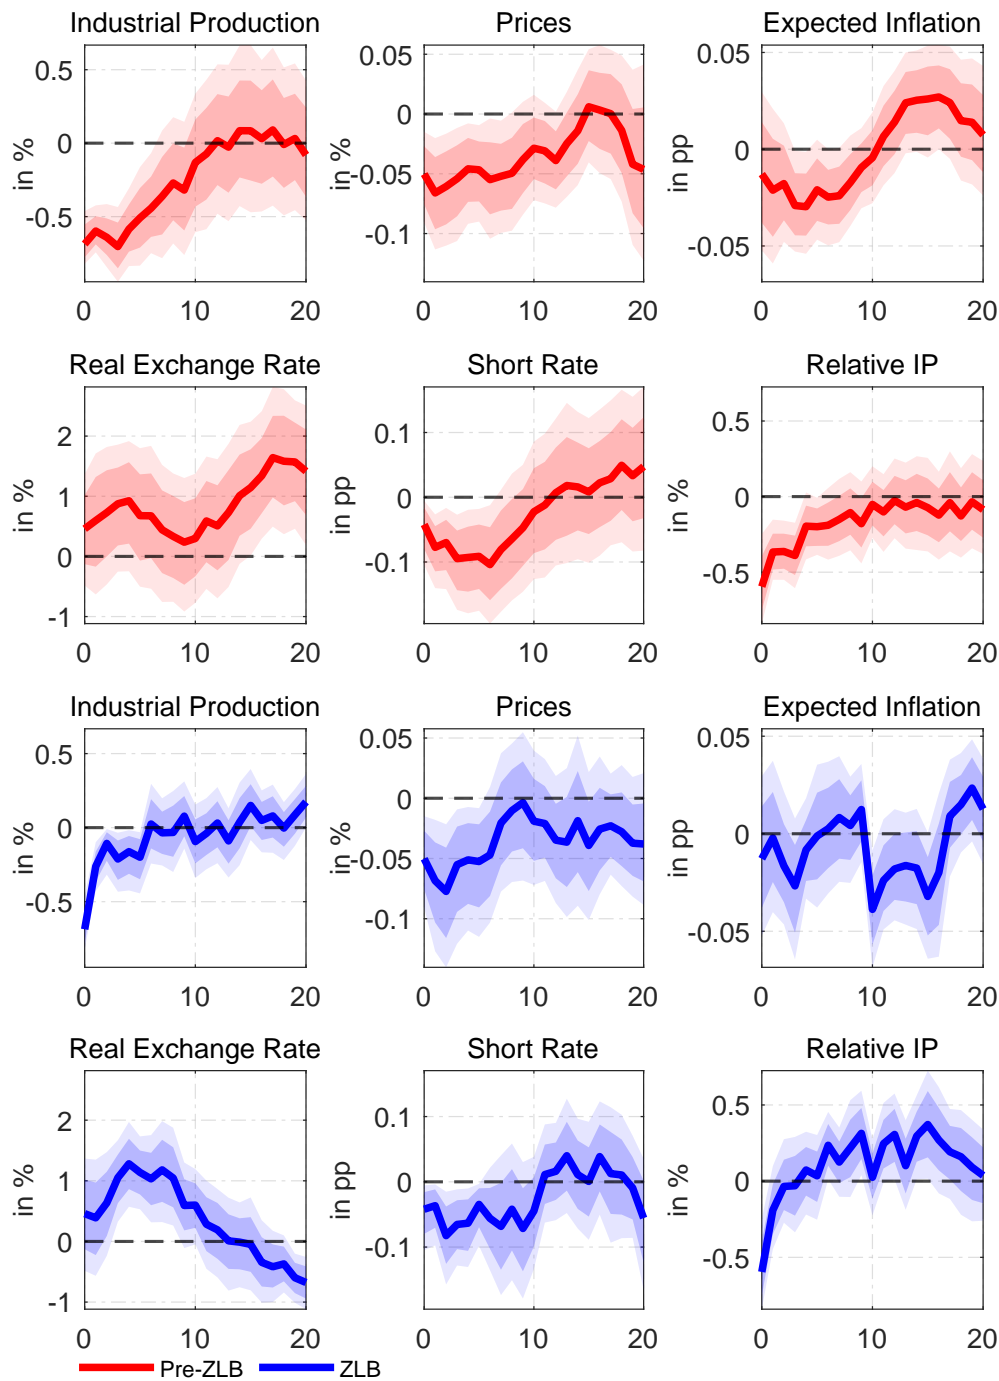 Industrial Production Prices Expected Inflation
0.5 0.05 0.05
0 0 0
-0.5 -0.05 -0.05
-0.1
in % in % in pp
0 10 20 0 10 20 0 10 20
Real Exchange Rate Short Rate Relative IP
2 0.1 0.5
1 0 0
0 -0.1 -0.5
-1
in % in pp in %
0 10 20 0 10 20 0 10 20
Industrial Production Prices Expected Inflation
0.5 0.05 0.05
0 0 0
-0.5 -0.05 -0.05
-0.1
in % in % in pp
0 10 20 0 10 20 0 10 20
Real Exchange Rate Short Rate Relative IP
2 0.1 0.5
1 0 0
0 -0.1 -0.5
-1
in % in pp in %
0 10 20 0 10 20 0 10 20
Pre-ZLB ZLB